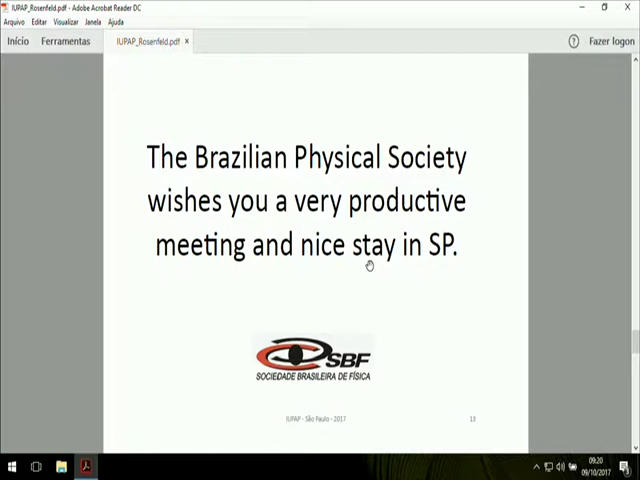 IUPAP_Rosenfeld.pdf - Adobe Acrobat Reader DC
Arquivo Editar Visualizar Janela Ajuda
Início Ferramentas IUPAP_Rosenfeld.pdf × ? Fazer logon
The Brazilian Physical Society
wishes you a very productive
meeting and nice stay in SP.
SBF
SOCIEDADE BRASILEIRA DE FÍSICA
IUPAP - São Paulo - 2017 13
09:20
09/10/2017